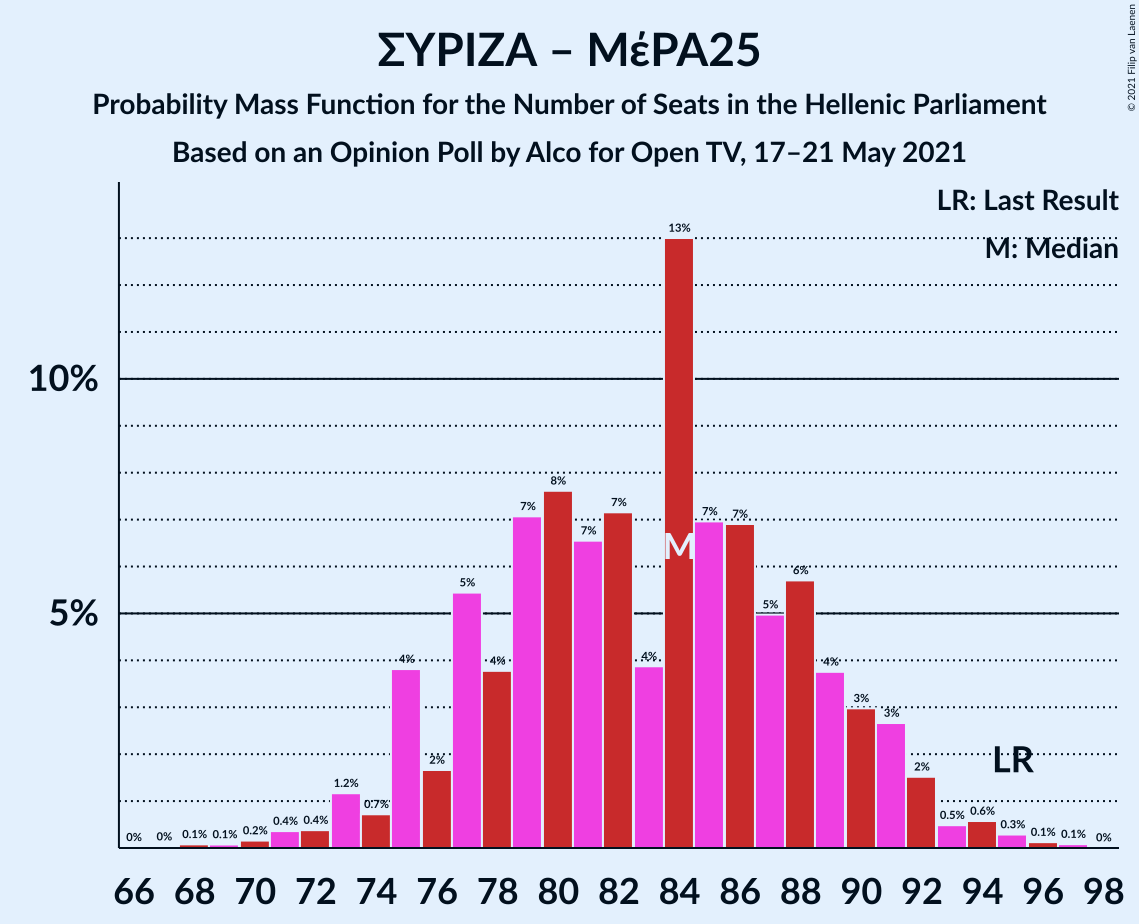 ΣΥΡΙΖΑ – ΜέΡΑ25
Probability Mass Function for the Number of Seats in the Hellenic Parliament
Based on an Opinion Poll by Alco for Open TV, 17–21 May 2021
© 2021 Filip van Laenen
LR: Last Result
M: Median
10%
5%
0% 0% 0.1% 0.1% 0.2% 0.4% 0.4% 1.2% 0.7% 4% 2% 5% 4% 7% 8% 7% 7% 4% 13% 7% 7% 5% 6% 4% 3% 3% 2% 0.5% 0.6% 0.3% 0.1% 0.1% 0%
M
LR
66 68 70 72 74 76 78 80 82 84 86 88 90 92 94 96 98